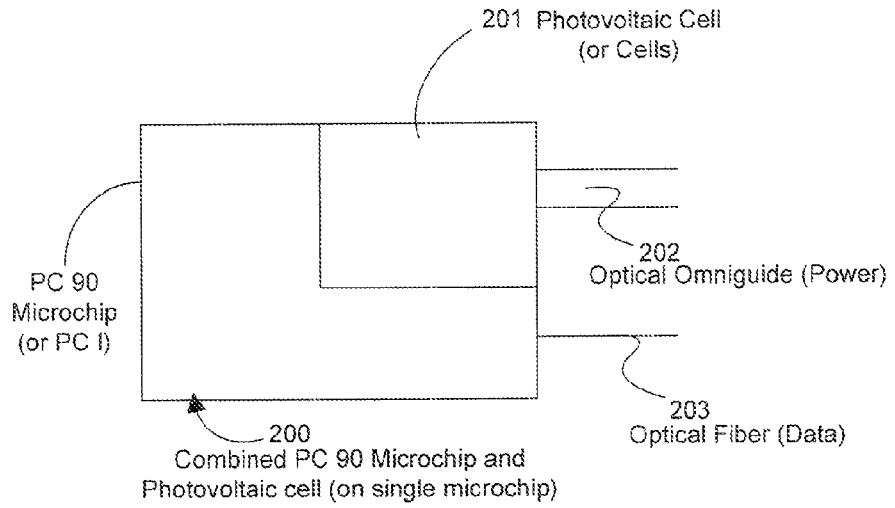 201 Photovoltaic Cell
(or Cells)
PC 90
Microchip
(or PC I)
202
Optical Omniguide (Power)
203
Optical Fiber (Data)
200
Combined PC 90 Microchip and
Photovoltaic cell (on single microchip)